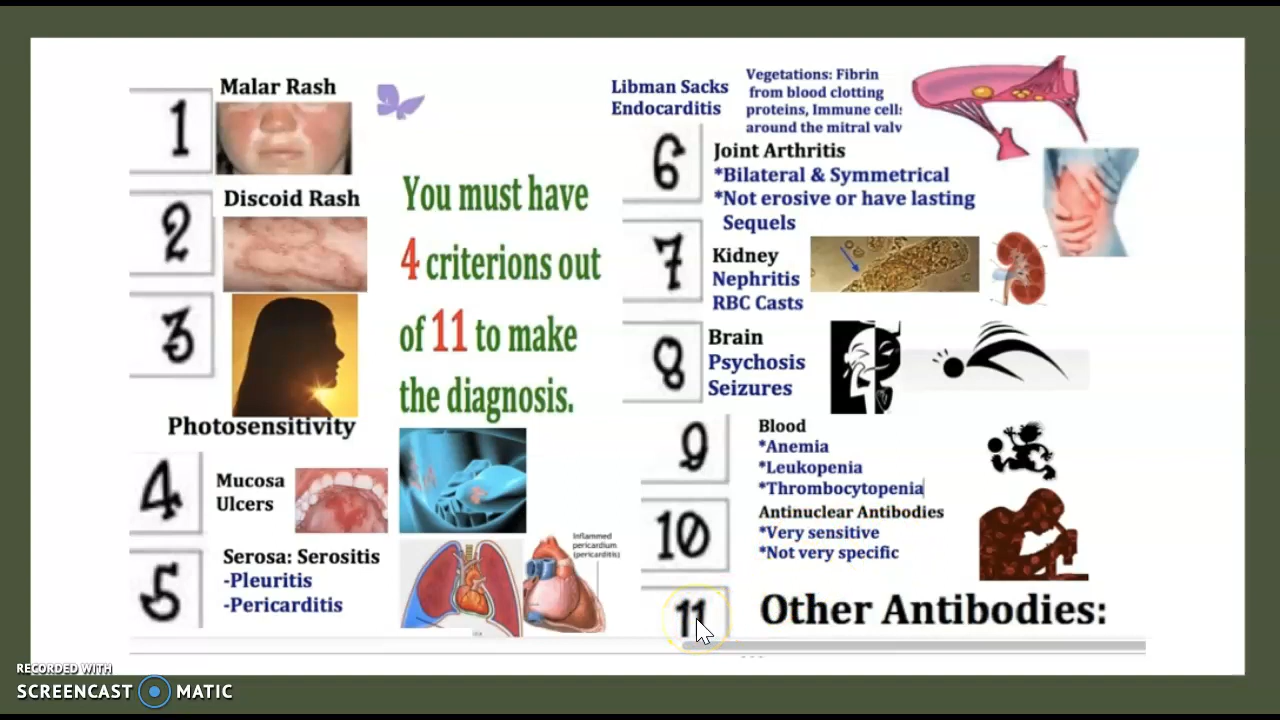 1
Malar Rash
2
Discoid Rash
3
Photosensitivity
4
Mucosa
Ulcers
5
Serosa: Serositis
-Pleuritis
-Pericarditis
You must have
4 criterions out
of 11 to make
the diagnosis.
Inflammed
pericardium
(pericarditis)
Libman Sacks
Endocarditis
Vegetations: Fibrin
from blood clotting
proteins, Immune cells
around the mitral valv
6
Joint Arthritis
*Bilateral & Symmetrical
*Not erosive or have lasting
Sequels
7
Kidney
Nephritis
RBC Casts
8
Brain
Psychosis
Seizures
9
Blood
*Anemia
*Leukopenia
*Thrombocytopenia
10
Antinuclear Antibodies
*Very sensitive
*Not very specific
11
Other Antibodies:
RECORDED WITH
SCREENCAST MATIC